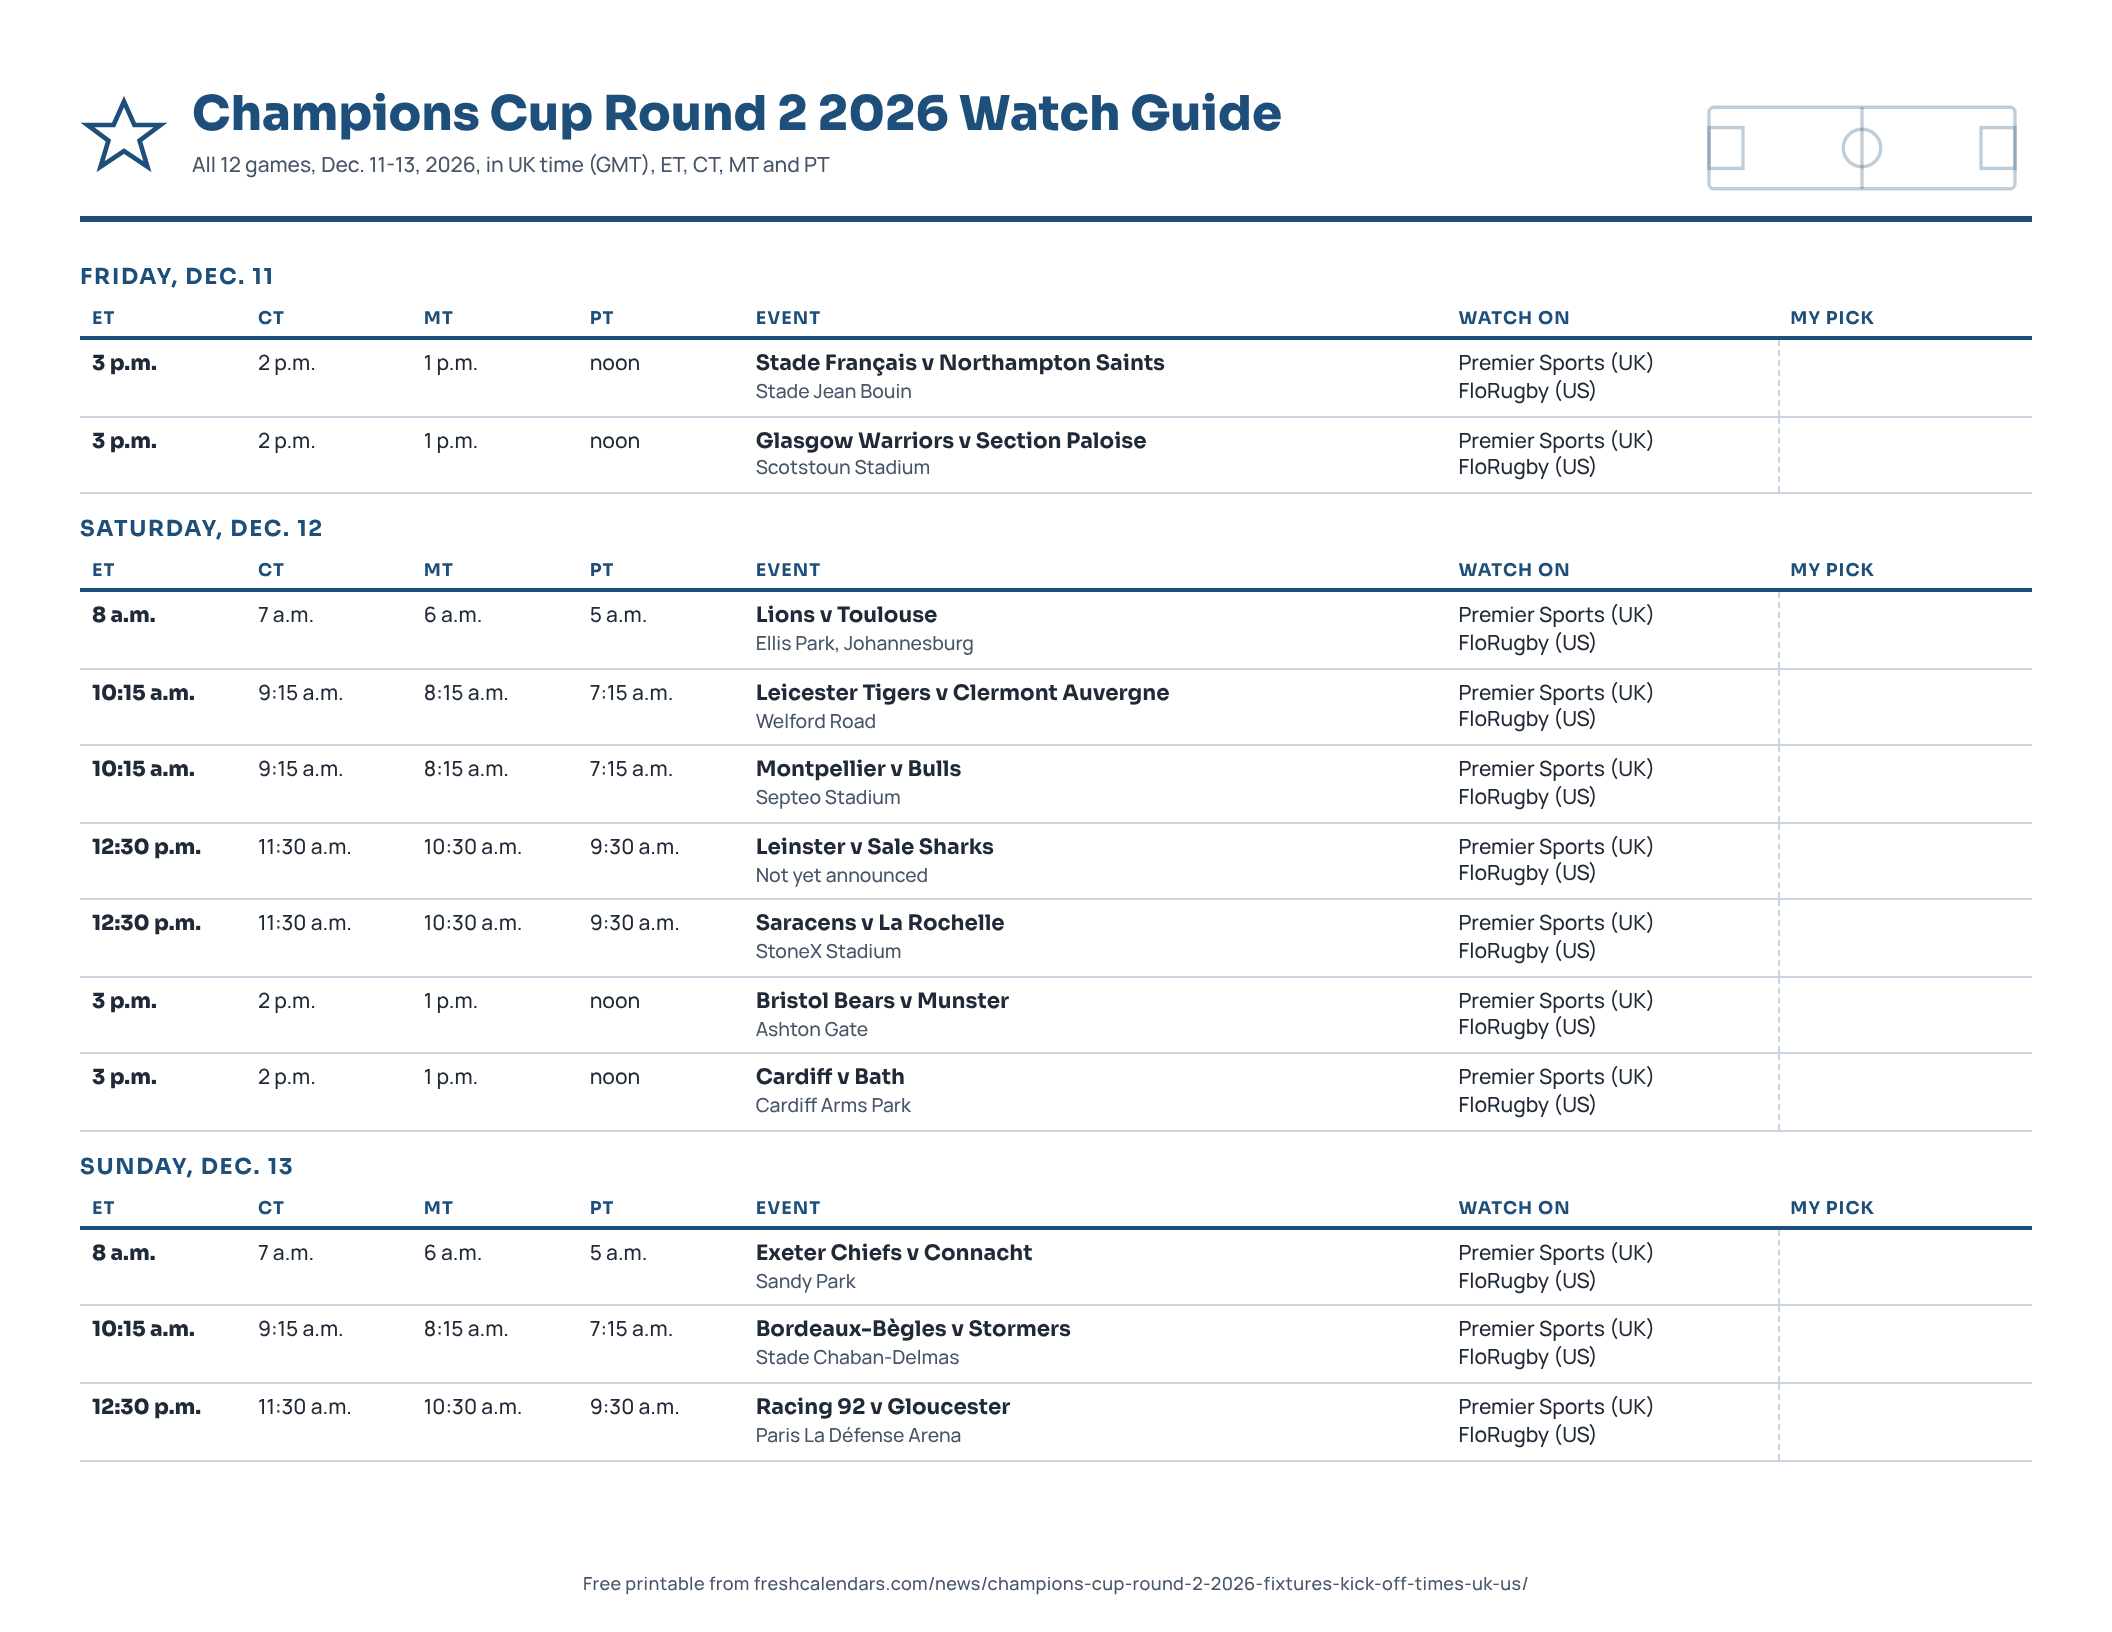 Champions Cup Round 2 2026 Watch Guide
All 12 games, Dec. 11-13, 2026, in UK time (GMT), ET, CT, MT and PT
FRIDAY, DEC. 11
ET CT MT PT EVENT WATCH ON MY PICK
3 p.m. 2 p.m. 1 p.m. noon Stade Français v Northampton Saints Premier Sports (UK)
Stade Jean Bouin FloRugby (US)
3 p.m. 2 p.m. 1 p.m. noon Glasgow Warriors v Section Paloise Premier Sports (UK)
Scotstoun Stadium FloRugby (US)
SATURDAY, DEC. 12
ET CT MT PT EVENT WATCH ON MY PICK
8 a.m. 7 a.m. 6 a.m. 5 a.m. Lions v Toulouse Premier Sports (UK)
Ellis Park, Johannesburg FloRugby (US)
10:15 a.m. 9:15 a.m. 8:15 a.m. 7:15 a.m. Leicester Tigers v Clermont Auvergne Premier Sports (UK)
Welford Road FloRugby (US)
10:15 a.m. 9:15 a.m. 8:15 a.m. 7:15 a.m. Montpellier v Bulls Premier Sports (UK)
Septeo Stadium FloRugby (US)
12:30 p.m. 11:30 a.m. 10:30 a.m. 9:30 a.m. Leinster v Sale Sharks Premier Sports (UK)
Not yet announced FloRugby (US)
12:30 p.m. 11:30 a.m. 10:30 a.m. 9:30 a.m. Saracens v La Rochelle Premier Sports (UK)
StoneX Stadium FloRugby (US)
3 p.m. 2 p.m. 1 p.m. noon Bristol Bears v Munster Premier Sports (UK)
Ashton Gate FloRugby (US)
3 p.m. 2 p.m. 1 p.m. noon Cardiff v Bath Premier Sports (UK)
Cardiff Arms Park FloRugby (US)
SUNDAY, DEC. 13
ET CT MT PT EVENT WATCH ON MY PICK
8 a.m. 7 a.m. 6 a.m. 5 a.m. Exeter Chiefs v Connacht Premier Sports (UK)
Sandy Park FloRugby (US)
10:15 a.m. 9:15 a.m. 8:15 a.m. 7:15 a.m. Bordeaux-Bègles v Stormers Premier Sports (UK)
Stade Chaban-Delmas FloRugby (US)
12:30 p.m. 11:30 a.m. 10:30 a.m. 9:30 a.m. Racing 92 v Gloucester Premier Sports (UK)
Paris La Défense Arena FloRugby (US)
Free printable from freshcalendars.com/news/champions-cup-round-2-2026-fixtures-kick-off-times-uk-us/